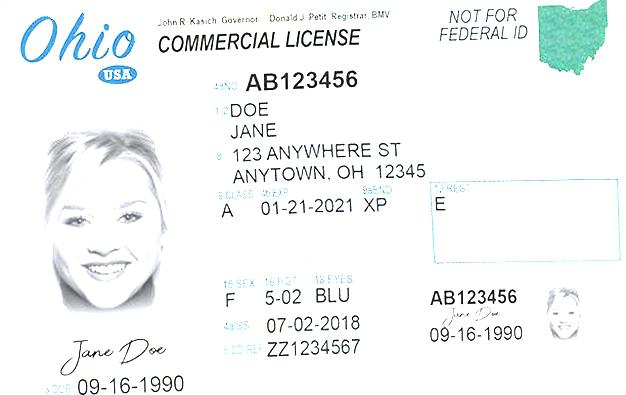 Ohio
USA
John R. Kasich, Governor Donald J. Petit, Registrar, BMV
COMMERCIAL LICENSE
NOT FOR
FEDERAL ID
4d NO AB123456
1,2 DOE
JANE
8 123 ANYWHERE ST
ANYTOWN, OH 12345
9 CLASS 4b EXP 9a END 12 REST
A 01-21-2021 XP E
15 SEX 16 HGT 18 EYES
F 5-02 BLU
4a ISS 07-02-2018
5 DD REF ZZ1234567
Jane Doe
3 DOB 09-16-1990
AB123456
Jane Doe
09-16-1990